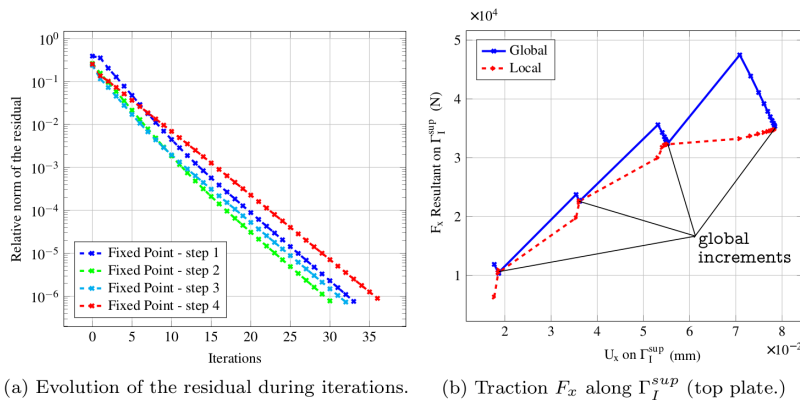 10^0
10^{-1}
10^{-2}
10^{-3}
10^{-4}
10^{-5}
10^{-6}
Relative norm of the residual
Fixed Point - step 1
Fixed Point - step 2
Fixed Point - step 3
Fixed Point - step 4
0 5 10 15 20 25 30 35
Iterations
(a) Evolution of the residual during iterations.
×10^4
5
4
3
2
1
F_x Resultant on Γ_I^{sup} (N)
Global
Local
global
increments
2 3 4 5 6 7 8
×10^{-2}
U_x on Γ_I^{sup} (mm)
(b) Traction F_x along Γ_I^{sup} (top plate.)